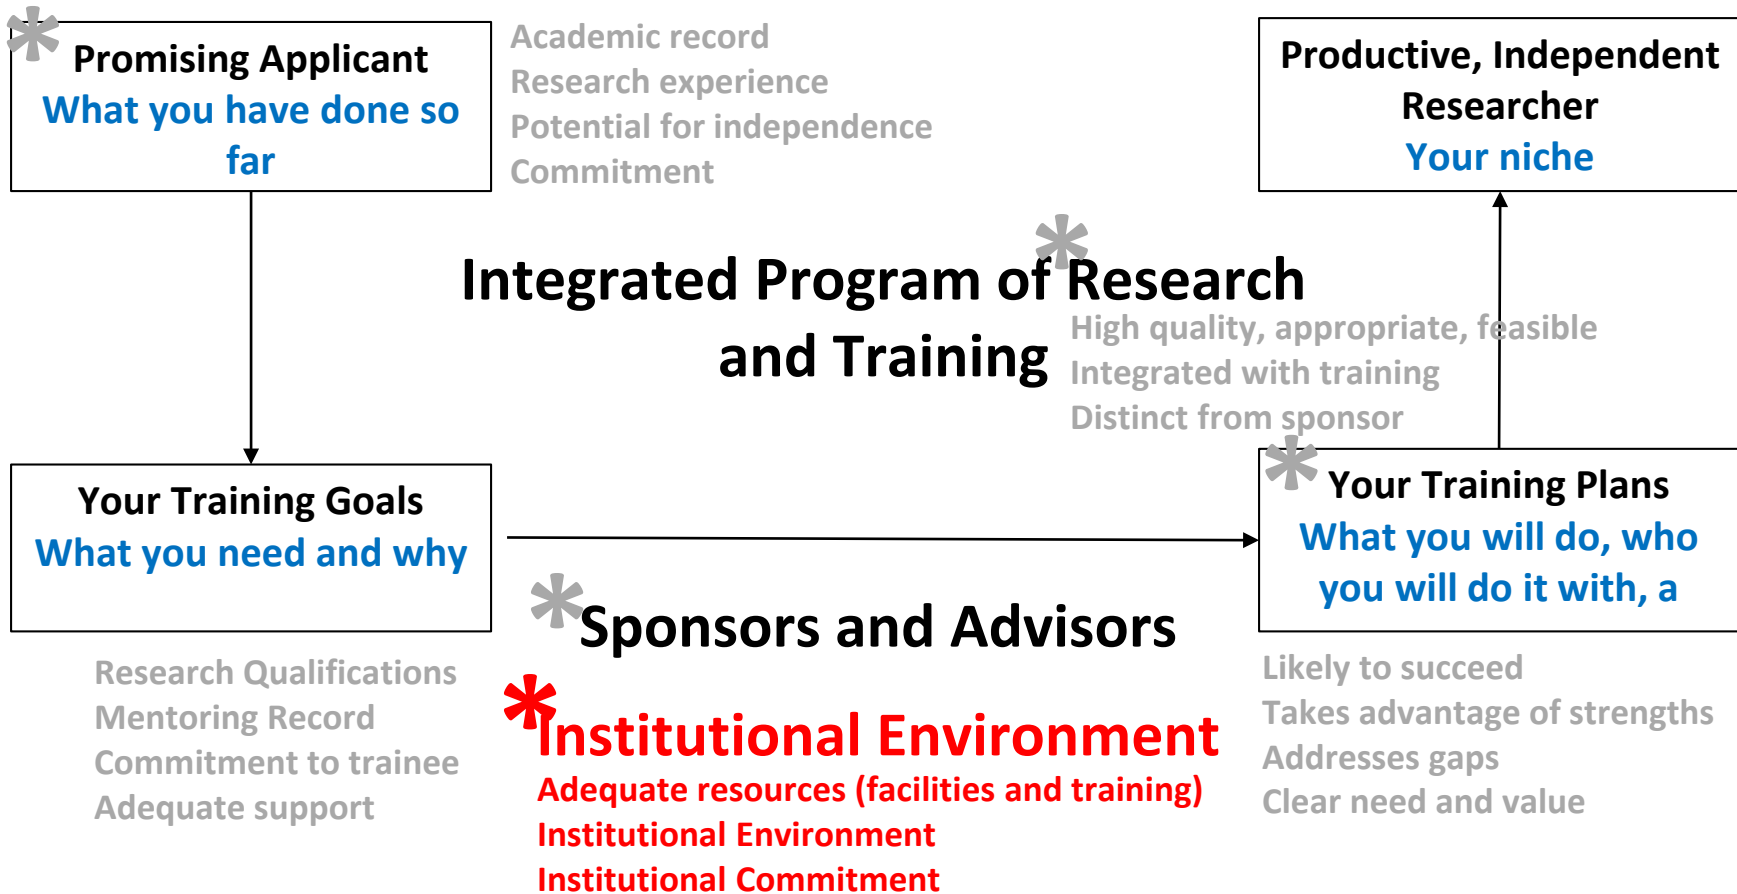 *
Promising Applicant
What you have done so
far
Academic record
Research experience
Potential for independence
Commitment
Productive, Independent
Researcher
Your niche
*
Integrated Program of Research
and Training
High quality, appropriate, feasible
Integrated with training
Distinct from sponsor
Your Training Goals
What you need and why
*
Your Training Plans
What you will do, who
you will do it with, a
*
Sponsors and Advisors
Research Qualifications
Mentoring Record
Commitment to trainee
Adequate support
*
Institutional Environment
Adequate resources (facilities and training)
Institutional Environment
Institutional Commitment
Likely to succeed
Takes advantage of strengths
Addresses gaps
Clear need and value